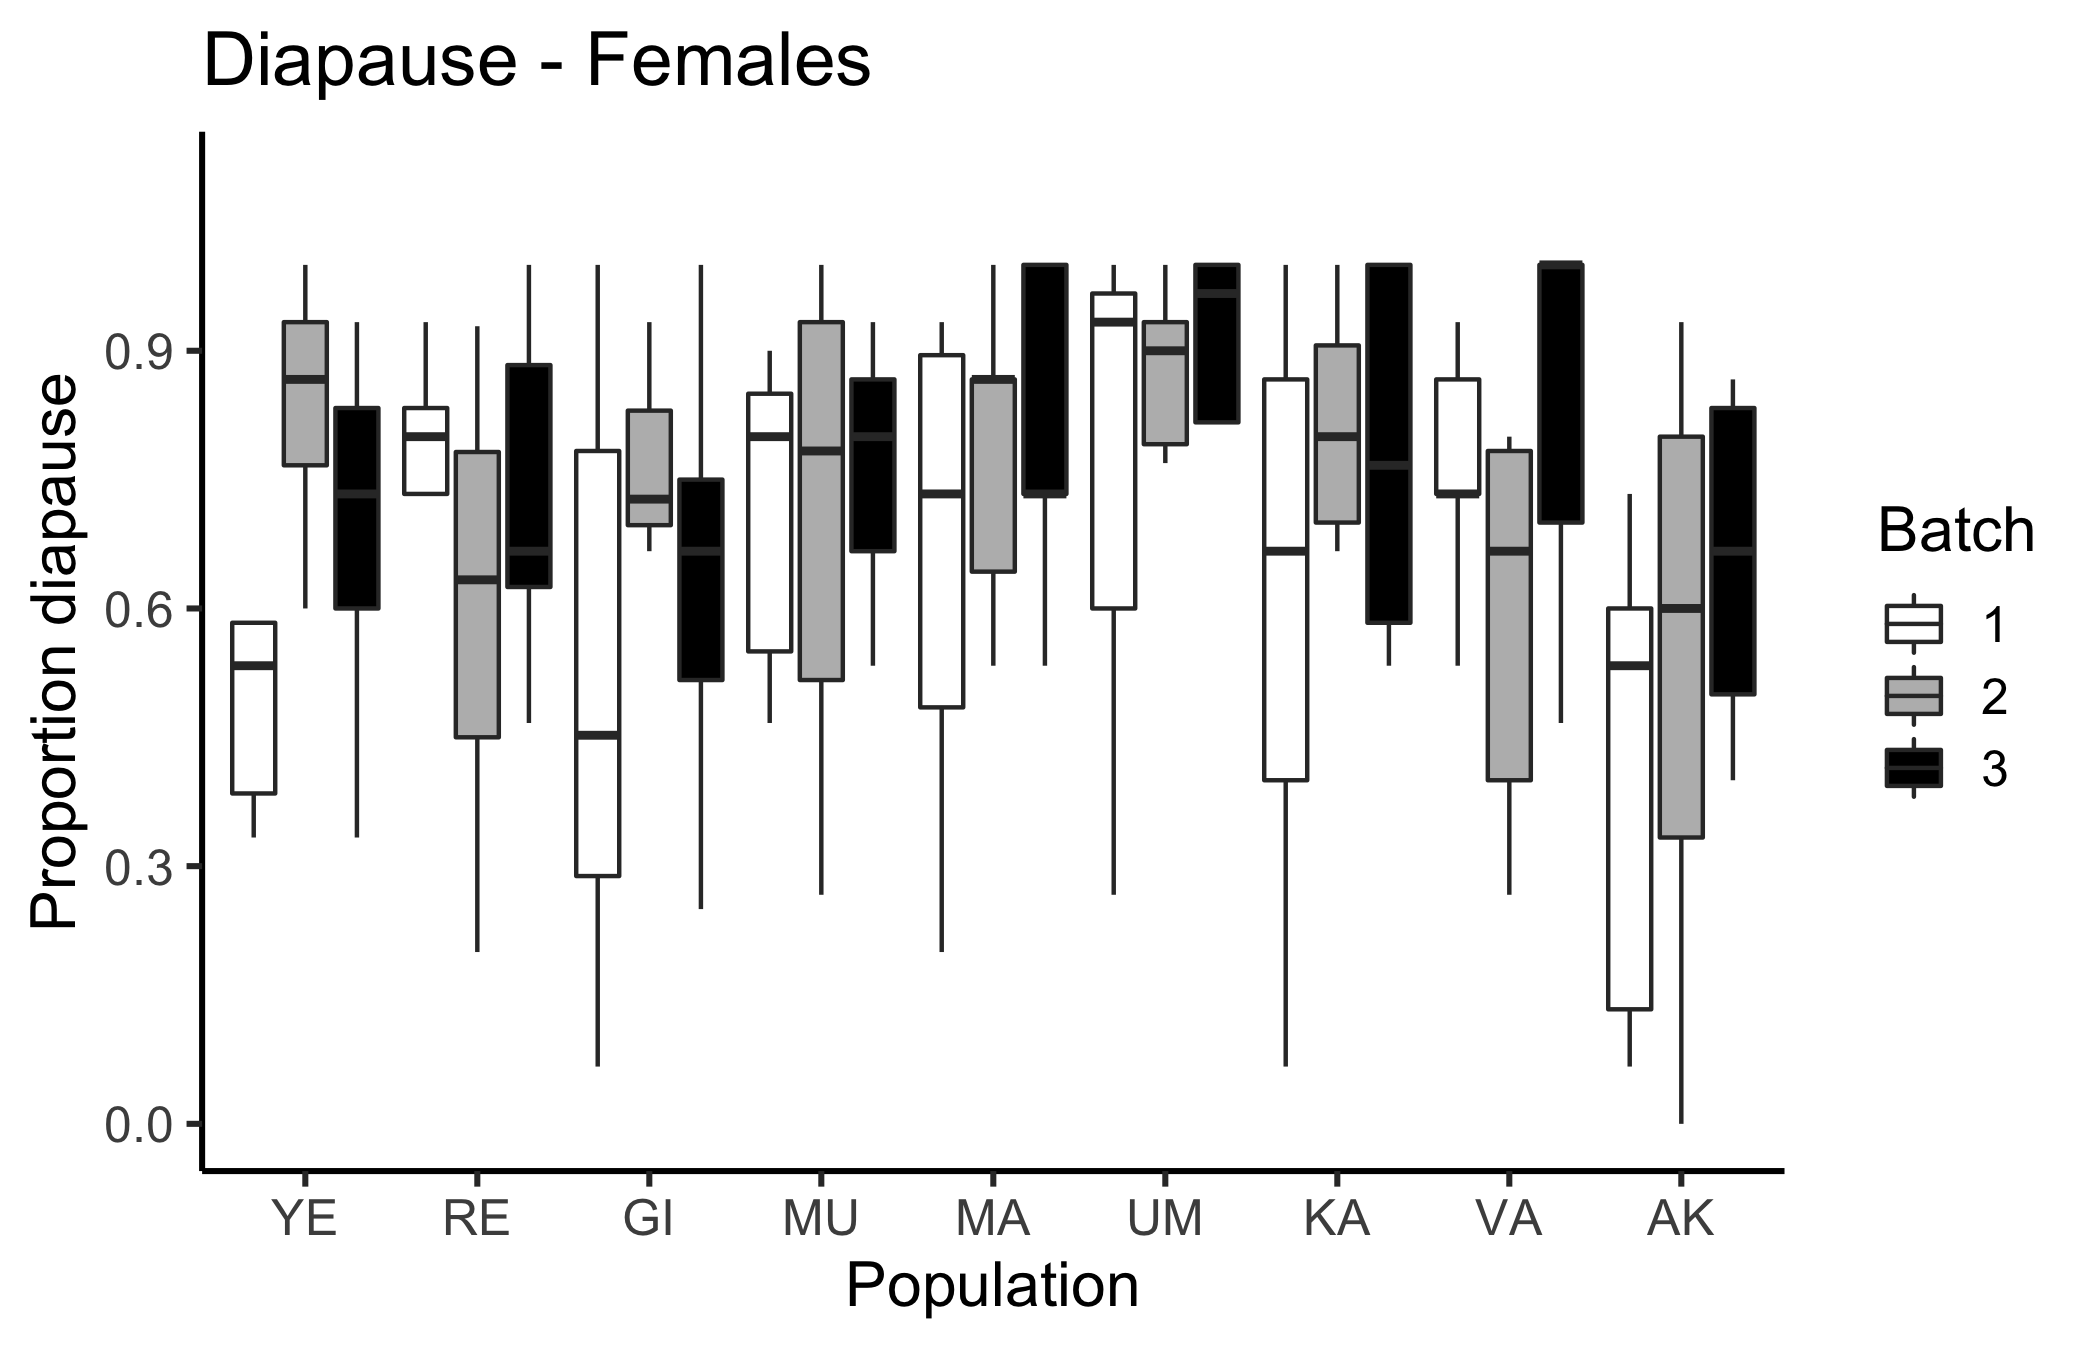 Diapause - Females
Proportion diapause
0.9
0.6
0.3
0.0
YE RE GI MU MA UM KA VA AK
Population
Batch
1
2
3